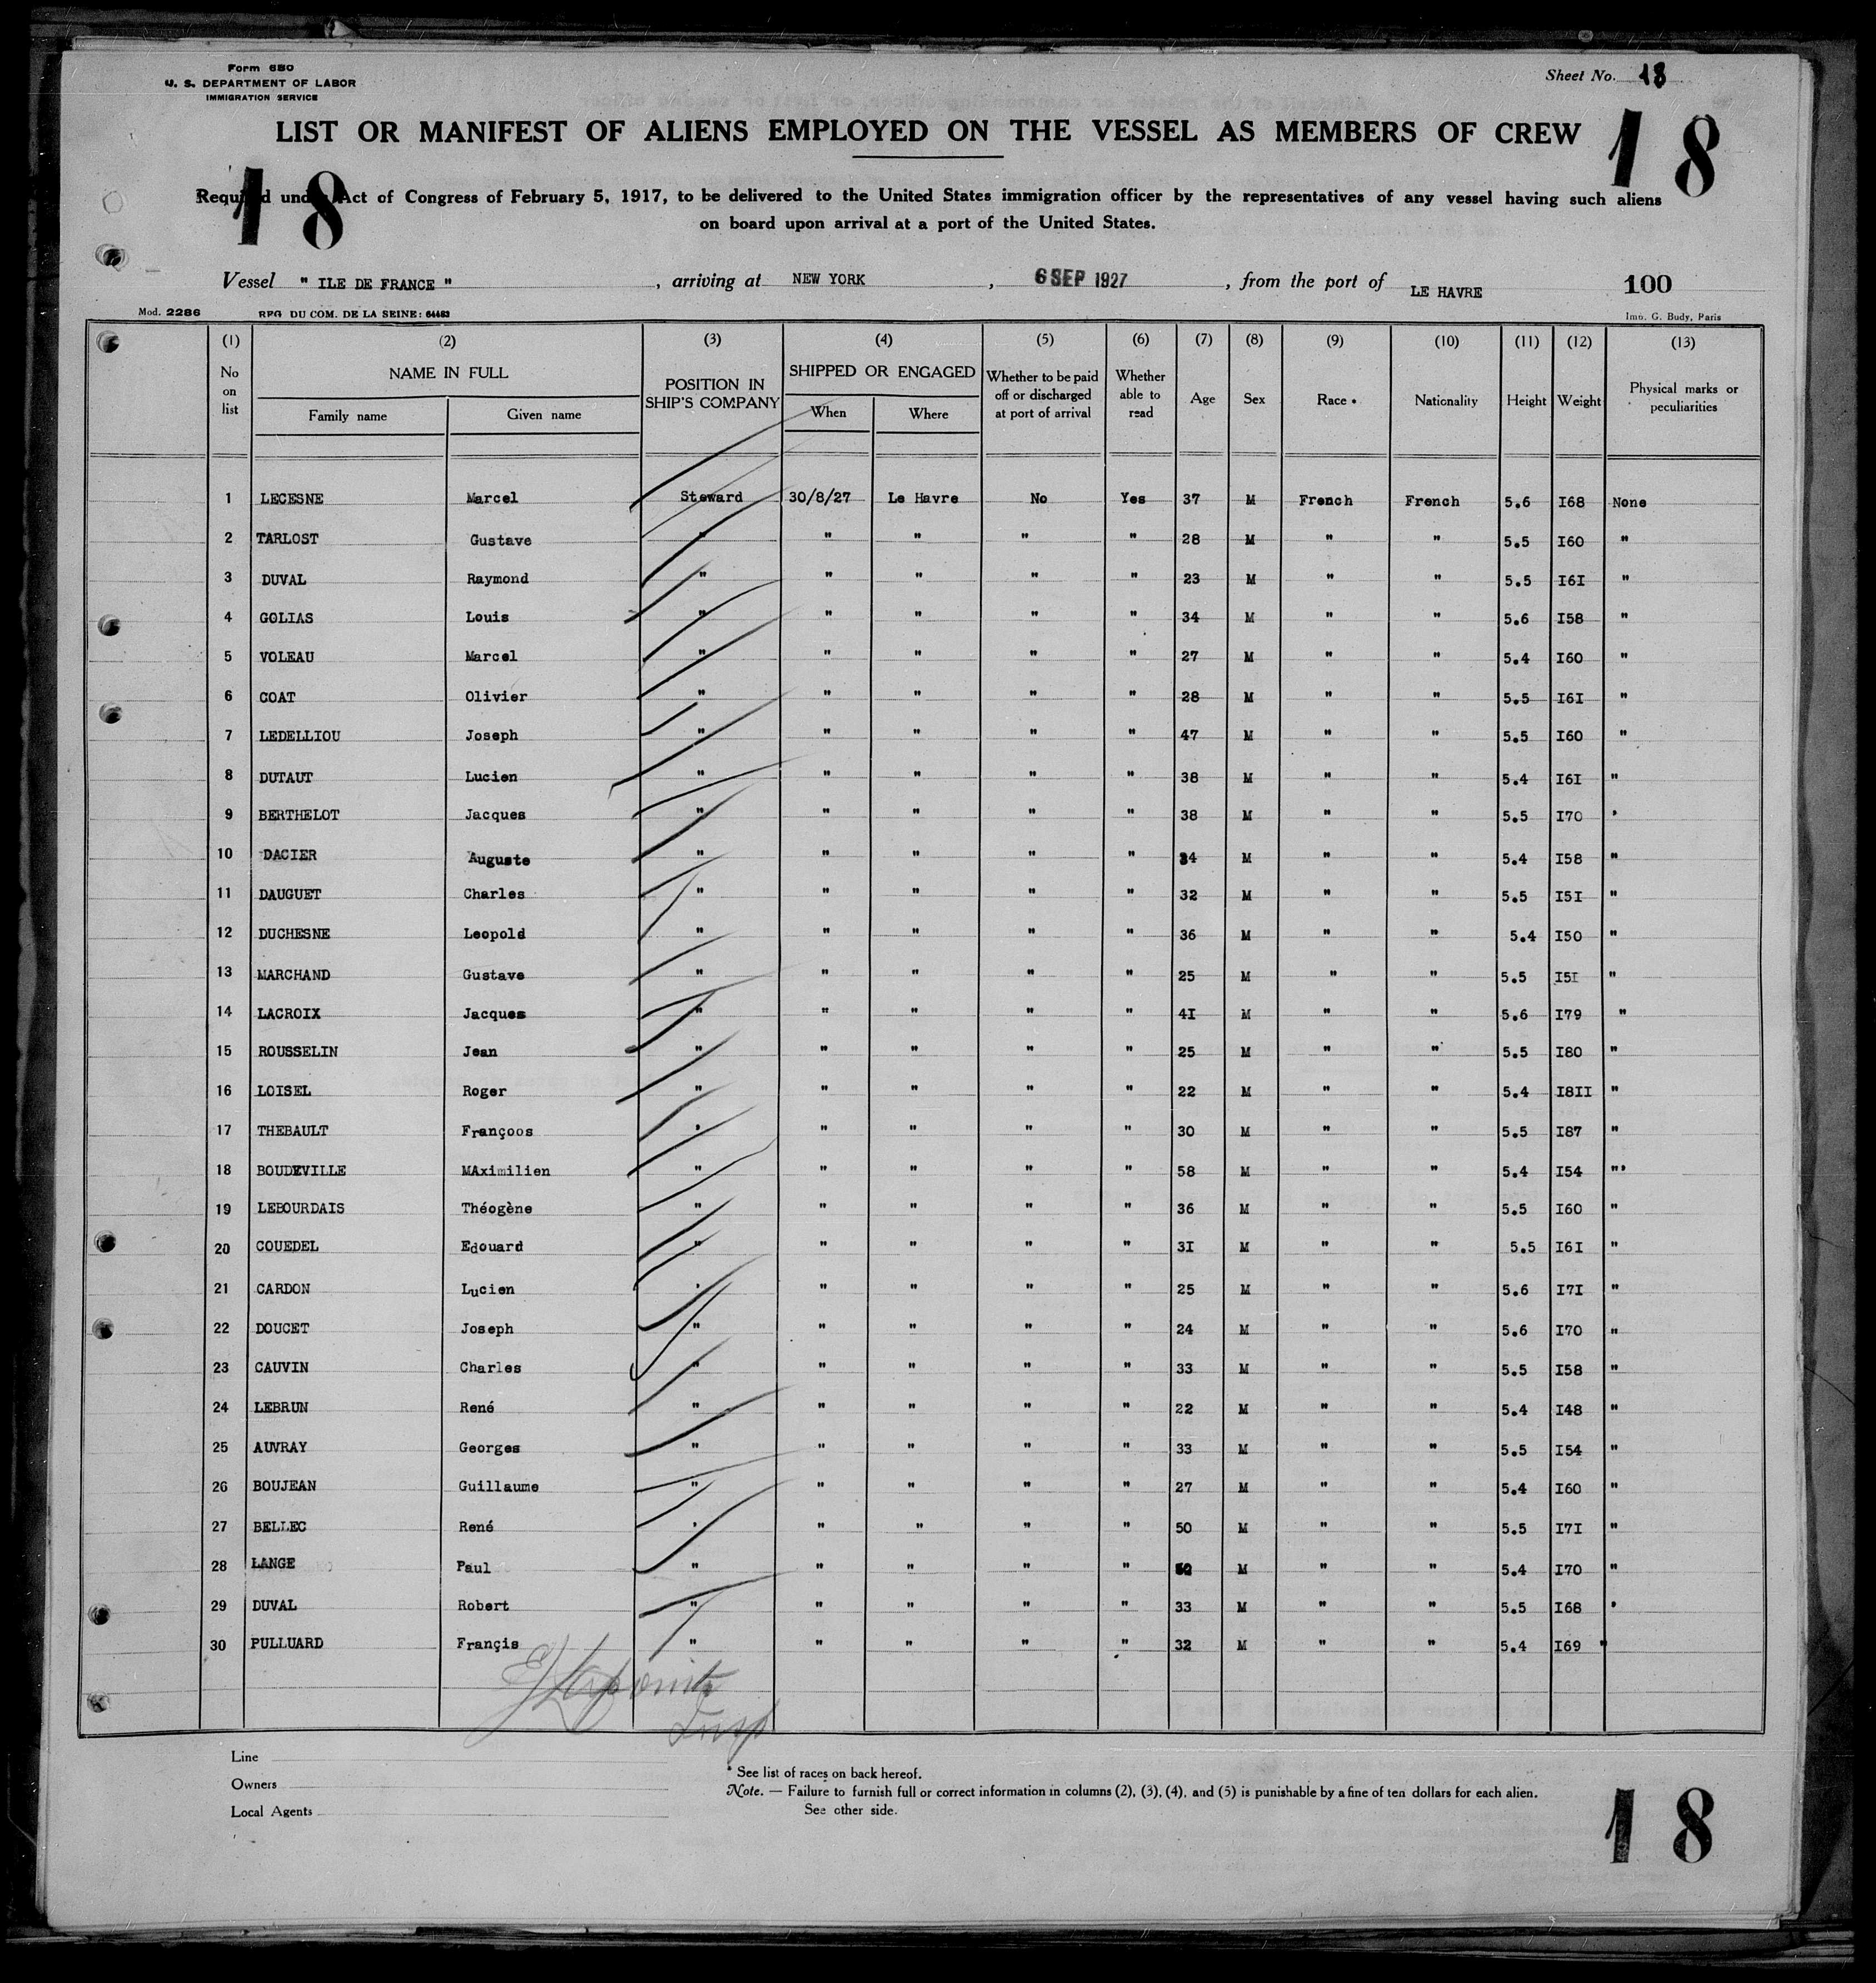 Form 680
U. S. DEPARTMENT OF LABOR
IMMIGRATION SERVICE
Sheet No. 18
LIST OR MANIFEST OF ALIENS EMPLOYED ON THE VESSEL AS MEMBERS OF CREW
18
18
Required under Act of Congress of February 5, 1917, to be delivered to the United States immigration officer by the representatives of any vessel having such aliens
on board upon arrival at a port of the United States.
Vessel " ILE DE FRANCE " , arriving at NEW YORK , 6 SEP 1927 , from the port of LE HAVRE 100
Mod. 2286 REG DU COM. DE LA SEINE: 64483 Imp. G. Budy, Paris
(1) (2) (3) (4) (5) (6) (7) (8) (9) (10) (11) (12) (13)
No on list NAME IN FULL Family name Given name POSITION IN SHIP'S COMPANY SHIPPED OR ENGAGED When Where Whether to be paid off or discharged at port of arrival Whether able to read Age Sex Race * Nationality Height Weight Physical marks or peculiarities
1 LECESNE Marcel Steward 30/8/27 Le Havre No Yes 37 M French French 5.6 I68 None
2 TARLOST Gustave " " " " " 28 M " " 5.5 I60 "
3 DUVAL Raymond " " " " " 23 M " " 5.5 I6I "
4 GOLIAS Louis " " " " " 34 M " " 5.6 I58 "
5 VOLEAU Marcel " " " " " 27 M " " 5.4 I60 "
6 COAT Olivier " " " " " 28 M " " 5.5 I6I "
7 LEDELLIOU Joseph " " " " " 47 M " " 5.5 I60 "
8 DUTAUT Lucien " " " " " 38 M " " 5.4 I6I "
9 BERTHELOT Jacques " " " " " 38 M " " 5.5 I70 '
10 DACIER Auguste " " " " " 34 M " " 5.4 I58 "
11 DAUGUET Charles " " " " " 32 M " " 5.5 I5I "
12 DUCHESNE Leopold " " " " " 36 M " " 5.4 I50 "
13 MARCHAND Gustave " " " " " 25 M " " 5.5 I5I "
14 LACROIX Jacques " " " " " 4I M " " 5.6 I79 "
15 ROUSSELIN Jean " " " " " 25 M " " 5.5 I80 "
16 LOISEL Roger " " " " " 22 M " " 5.4 I8II "
17 THEBAULT Françoos ' " " " " 30 M " " 5.5 I87 "
18 BOUDEVILLE MAximilien " " " " " 58 M " " 5.4 I54 "'
19 LEBOURDAIS Théogène " " " " " 36 M " " 5.5 I60 "
20 COUEDEL Edouard " " " " " 3I M " " 5.5 I6I "
21 CARDON Lucien ' " " " " 25 M " " 5.6 I7I "
22 DOUCET Joseph " " " " " 24 M " " 5.6 I70 "
23 CAUVIN Charles " " " " " 33 M " " 5.5 I58 "
24 LEBRUN René " " " " " 22 M " " 5.4 I48 "
25 AUVRAY Georges " " " " " 33 M " " 5.5 I54 "
26 BOUJEAN Guillaume " " " " " 27 M " " 5.4 I60 "
27 BELLEC René ' " " " " 50 M " " 5.5 I7I "
28 LANGE Paul " " " " " M " " 5.4 I70 "
29 DUVAL Robert " " " " " 33 M " " 5.5 I68 '
30 PULLUARD Françis " " " " " 32 M " " 5.4 I69 "
Insp
Line
Owners
Local Agents
* See list of races on back hereof.
Note. — Failure to furnish full or correct information in columns (2), (3), (4), and (5) is punishable by a fine of ten dollars for each alien.
See other side.
18